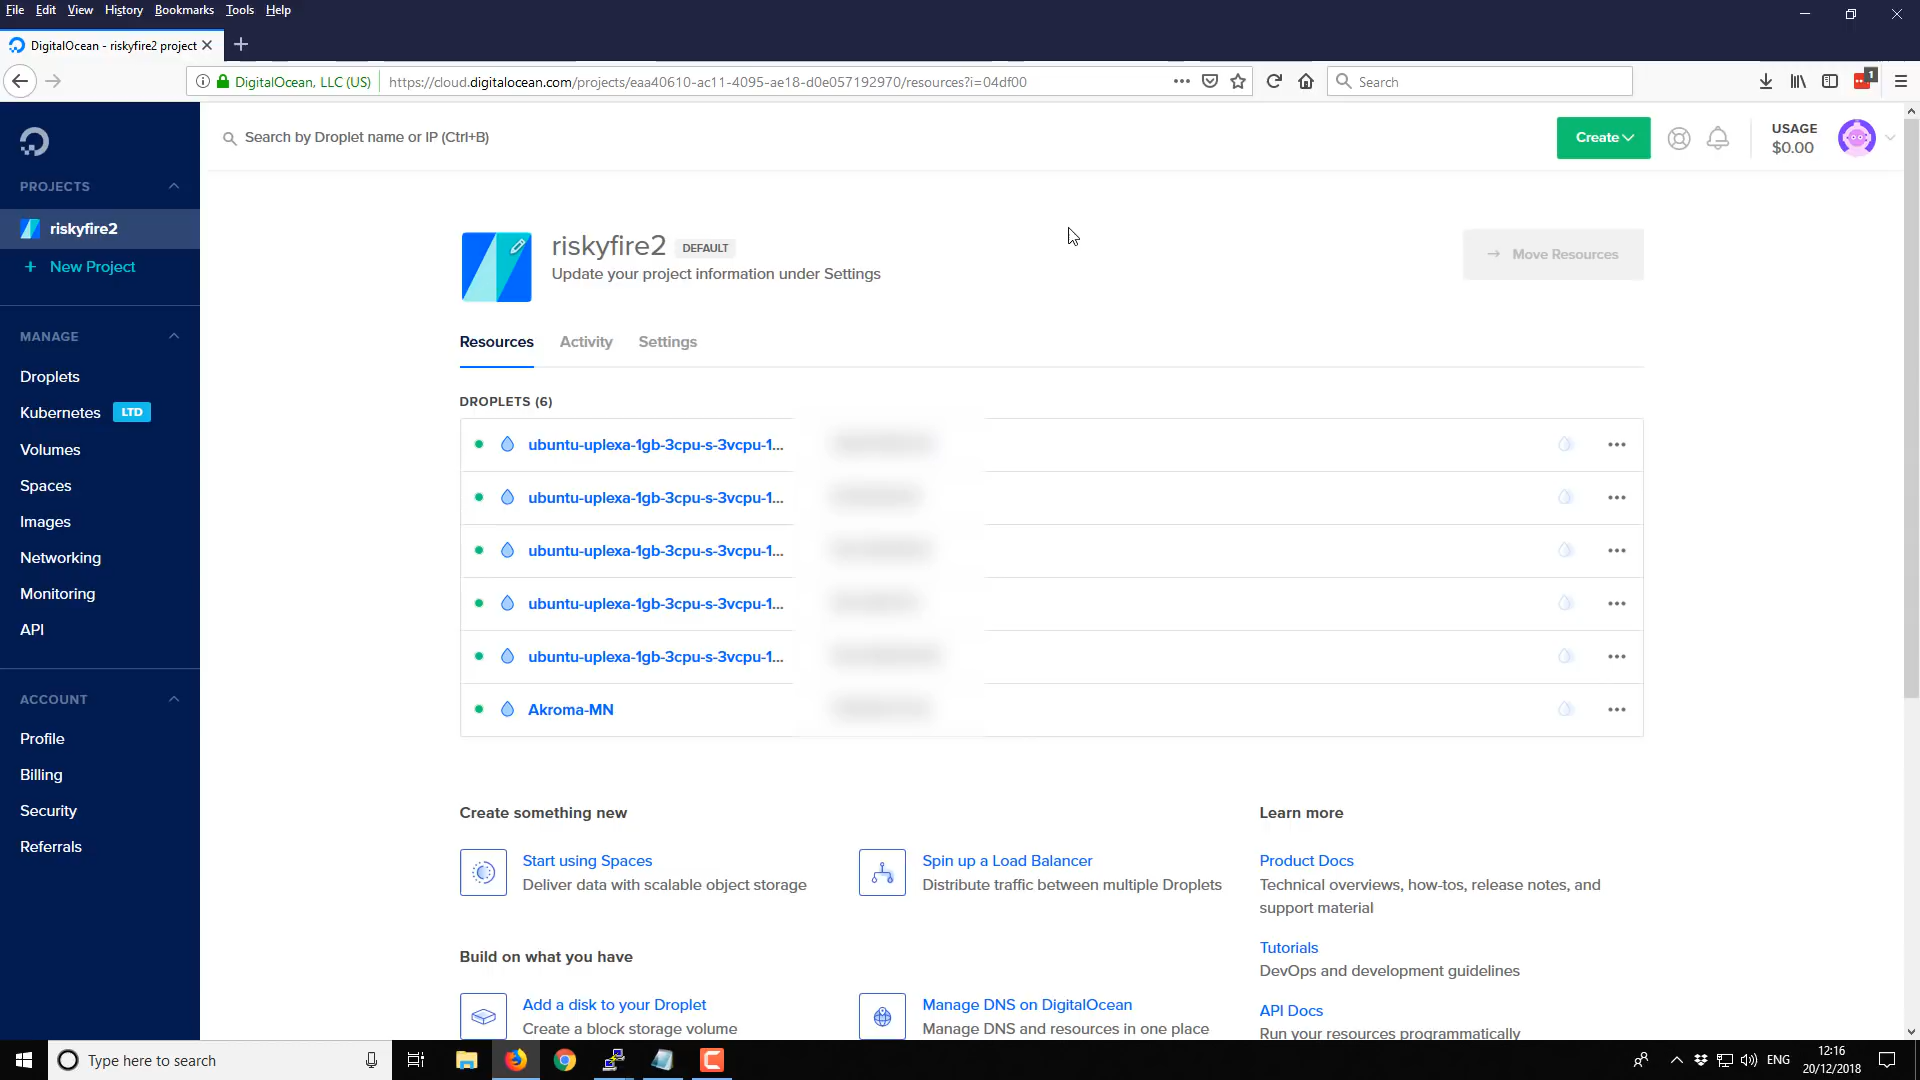 File Edit View History Bookmarks Tools Help
DigitalOcean - riskyfire2 project
DigitalOcean, LLC (US) https://cloud.digitalocean.com/projects/eaa40610-ac11-4095-ae18-d0e057192970/resources?i=04df00 Search 1
Search by Droplet name or IP (Ctrl+B)
Create
USAGE
$0.00
PROJECTS
riskyfire2
+ New Project
MANAGE
Droplets
Kubernetes LTD
Volumes
Spaces
Images
Networking
Monitoring
API
ACCOUNT
Profile
Billing
Security
Referrals
riskyfire2 DEFAULT
Update your project information under Settings
→ Move Resources
Resources Activity Settings
DROPLETS (6)
ubuntu-uplexa-1gb-3cpu-s-3vcpu-1...
ubuntu-uplexa-1gb-3cpu-s-3vcpu-1...
ubuntu-uplexa-1gb-3cpu-s-3vcpu-1...
ubuntu-uplexa-1gb-3cpu-s-3vcpu-1...
ubuntu-uplexa-1gb-3cpu-s-3vcpu-1...
Akroma-MN
Create something new
Start using Spaces
Deliver data with scalable object storage
Spin up a Load Balancer
Distribute traffic between multiple Droplets
Build on what you have
Add a disk to your Droplet
Create a block storage volume
Manage DNS on DigitalOcean
Manage DNS and resources in one place
Learn more
Product Docs
Technical overviews, how-tos, release notes, and
support material
Tutorials
DevOps and development guidelines
API Docs
Run your resources programmatically
Type here to search
ENG
12:16
20/12/2018